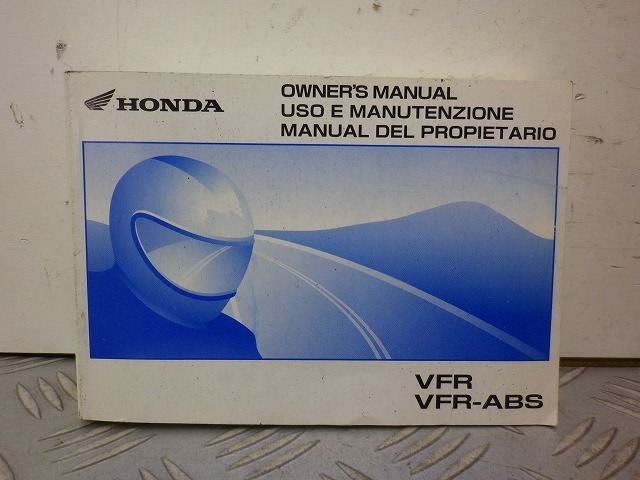 HONDA
OWNER'S MANUAL
USO E MANUTENZIONE
MANUAL DEL PROPIETARIO
VFR
VFR-ABS